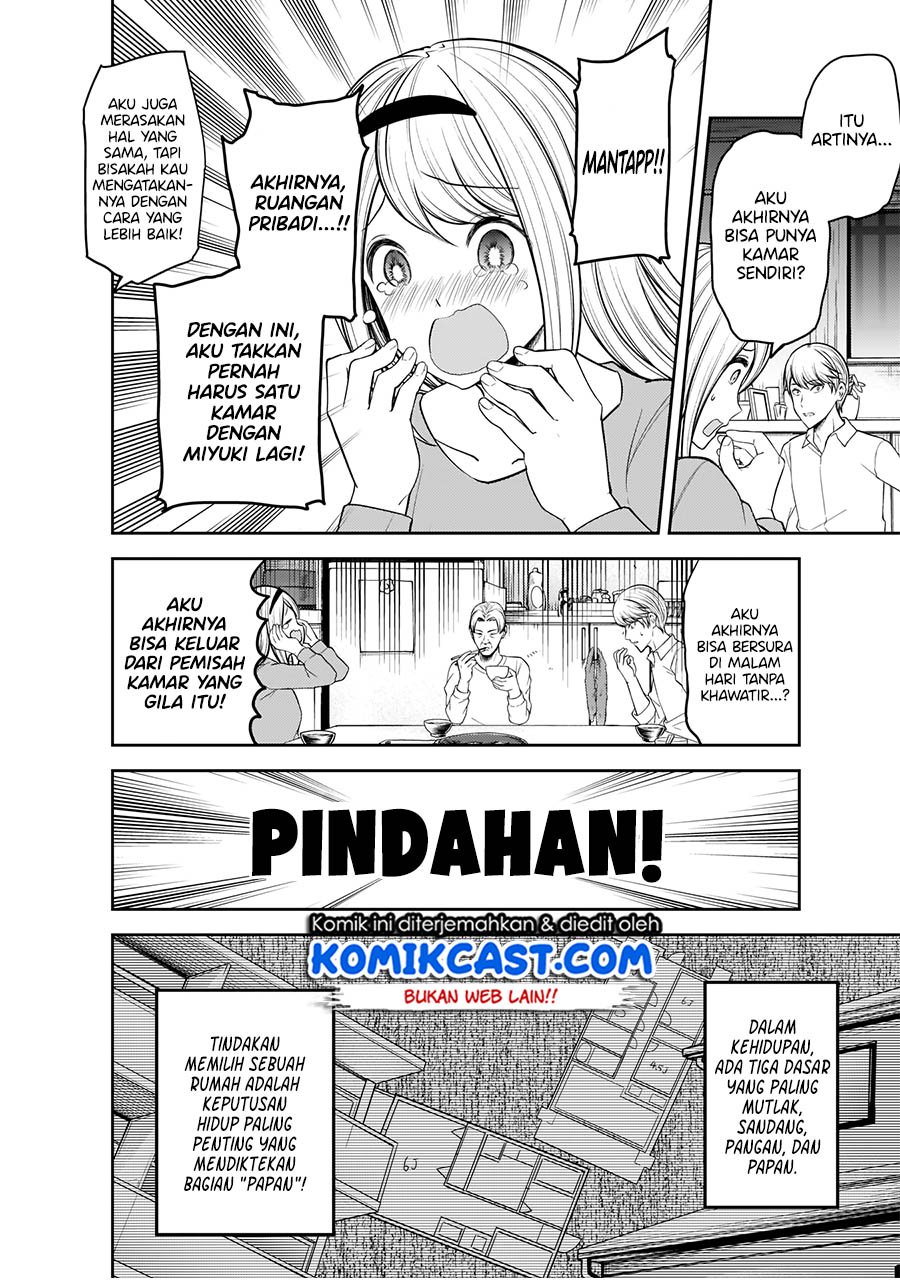 ITU
ARTINYA...
AKU
AKHIRNYA
BISA PUNYA
KAMAR
SENDIRI?
MANTAPP!!
AKHIRNYA,
RUANGAN
PRIBADI...!!
DENGAN INI,
AKU TAKKAN
PERNAH
HARUS SATU
KAMAR
DENGAN
MIYUKI LAGI!
AKU JUGA
MERASAKAN
HAL YANG
SAMA, TAPI
BISAKAH KAU
MENGATAKAN-
NYA DENGAN
CARA YANG
LEBIH BAIK!
AKU
AKHIRNYA
BISA BERSURA
DI MALAM
HARI TANPA
KHAWATIR...?
AKU
AKHIRNYA
BISA KELUAR
DARI PEMISAH
KAMAR YANG
GILA ITU!
PINDAHAN!
Komik ini diterjemahkan & diedit oleh
KOMIKCAST.COM
BUKAN WEB LAIN!!
DALAM
KEHIDUPAN,
ADA TIGA DASAR
YANG PALING
MUTLAK,
SANDANG,
PANGAN, DAN
PAPAN.
TINDAKAN
MEMILIH SEBUAH
RUMAH ADALAH
KEPUTUSAN
HIDUP PALING
PENTING YANG
MENDIKTEKAN
BAGIAN "PAPAN"!
6J
4.5J
6J